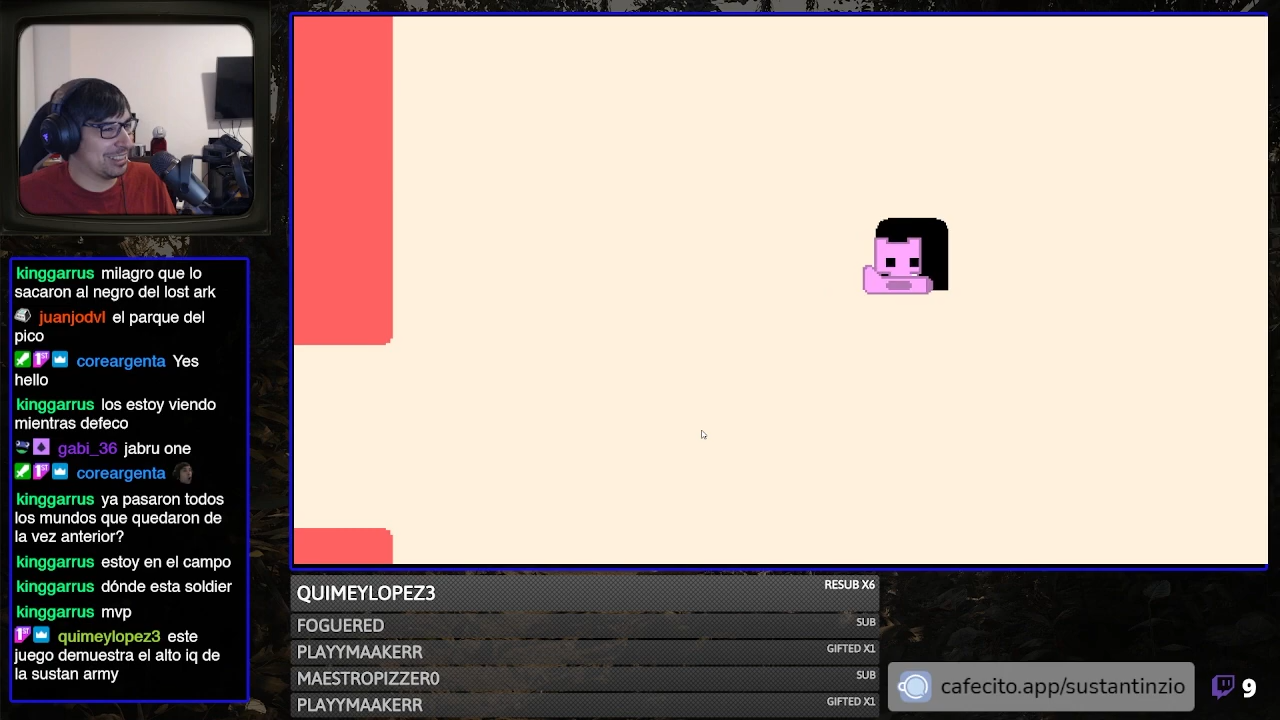 kinggarrus milagro que lo
sacaron al negro del lost ark
juanjodvl el parque del
pico
coreargenta Yes
hello
kinggarrus los estoy viendo
mientras defeco
gabi_36 jabru one
coreargenta
kinggarrus ya pasaron todos
los mundos que quedaron de
la vez anterior?
kinggarrus estoy en el campo
kinggarrus dónde esta soldier
kinggarrus mvp
quimeylopez3 este
juego demuestra el alto iq de
la sustan army
QUIMEYLOPEZ3 RESUB X6
FOGUERED SUB
PLAYYMAAKERR GIFTED X1
MAESTROPIZZER0 SUB
PLAYYMAAKERR GIFTED X1
cafecito.app/sustantinzio
9